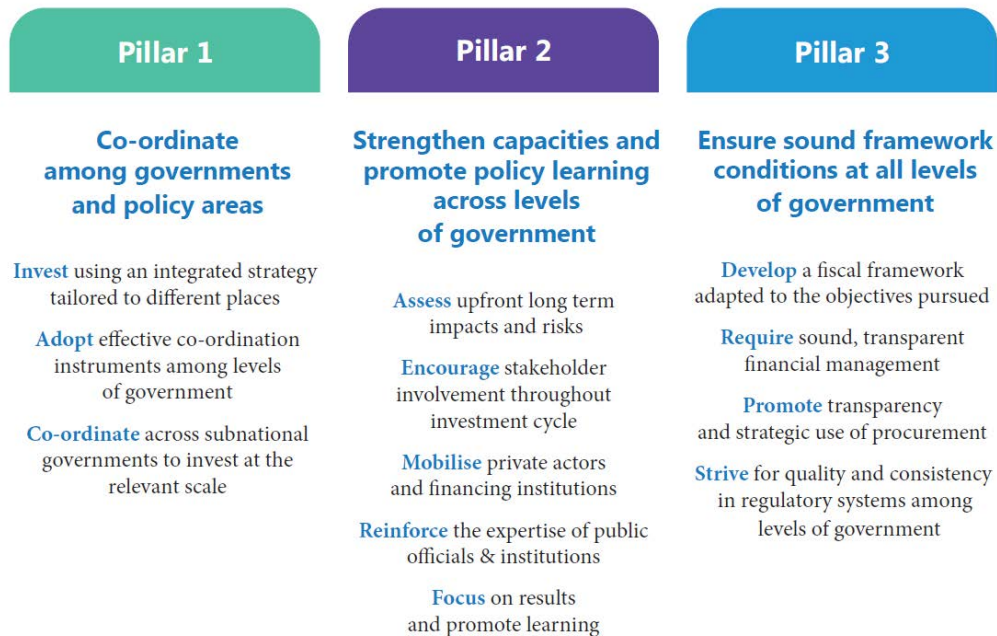 Pillar 1
Co-ordinate
among governments
and policy areas
Invest using an integrated strategy
tailored to different places
Adopt effective co-ordination
instruments among levels
of government
Co-ordinate across subnational
governments to invest at the
relevant scale
Pillar 2
Strengthen capacities and
promote policy learning
across levels
of government
Assess upfront long term
impacts and risks
Encourage stakeholder
involvement throughout
investment cycle
Mobilise private actors
and financing institutions
Reinforce the expertise of public
officials & institutions
Focus on results
and promote learning
Pillar 3
Ensure sound framework
conditions at all levels
of government
Develop a fiscal framework
adapted to the objectives pursued
Require sound, transparent
financial management
Promote transparency
and strategic use of procurement
Strive for quality and consistency
in regulatory systems among
levels of government